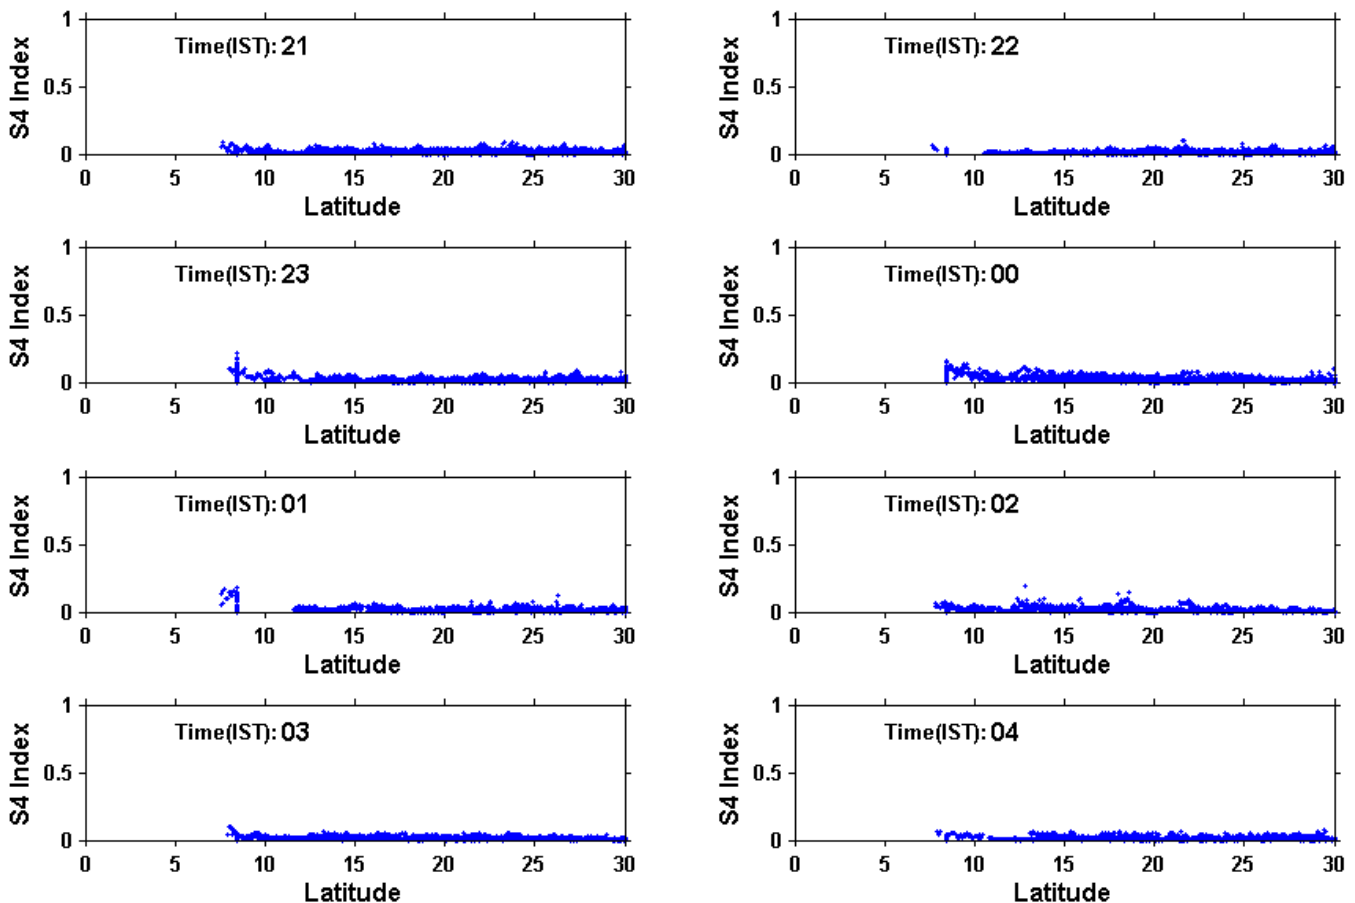 1
Time(IST): 21
0.5
S4 Index
0
0 5 10 15 20 25 30
Latitude
1
Time(IST): 22
0.5
S4 Index
0
0 5 10 15 20 25 30
Latitude
1
Time(IST): 23
0.5
S4 Index
0
0 5 10 15 20 25 30
Latitude
1
Time(IST): 00
0.5
S4 Index
0
0 5 10 15 20 25 30
Latitude
1
Time(IST): 01
0.5
S4 Index
0
0 5 10 15 20 25 30
Latitude
1
Time(IST): 02
0.5
S4 Index
0
0 5 10 15 20 25 30
Latitude
1
Time(IST): 03
0.5
S4 Index
0
0 5 10 15 20 25 30
Latitude
1
Time(IST): 04
0.5
S4 Index
0
0 5 10 15 20 25 30
Latitude